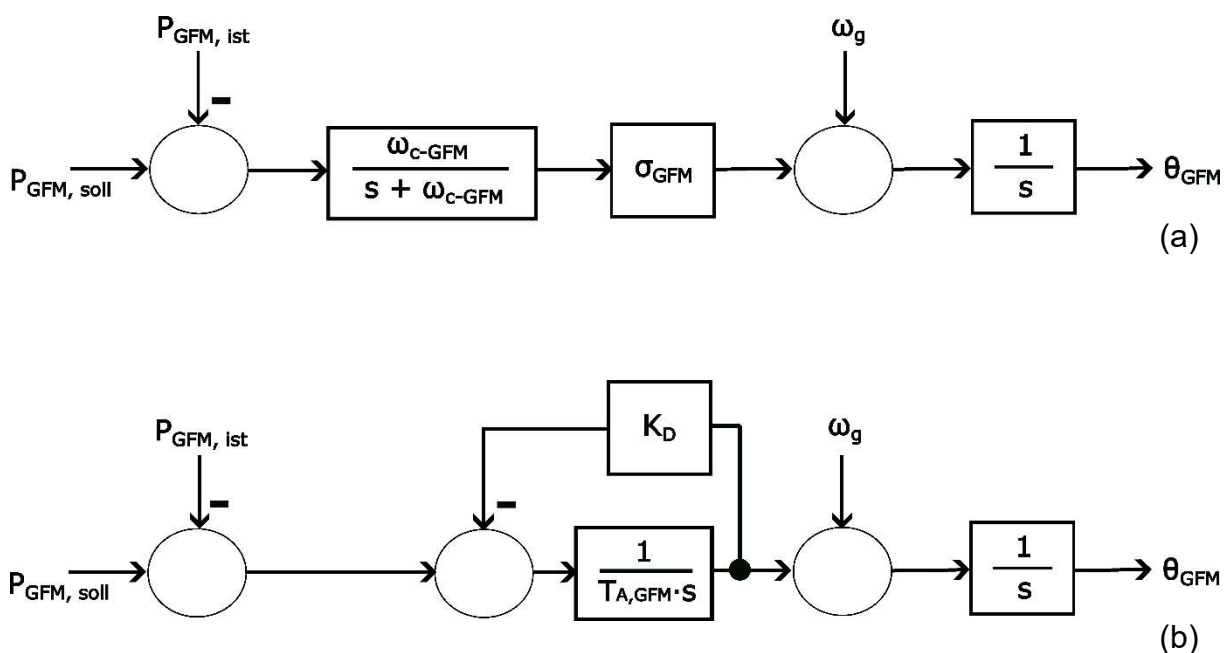 P_GFM, ist
ω_g
−
P_GFM, soll
ω_c-GFM
s + ω_c-GFM
σ_GFM
1
s
θ_GFM
(a)
K_D
P_GFM, ist
ω_g
−
−
P_GFM, soll
1
T_A,GFM·s
1
s
θ_GFM
(b)